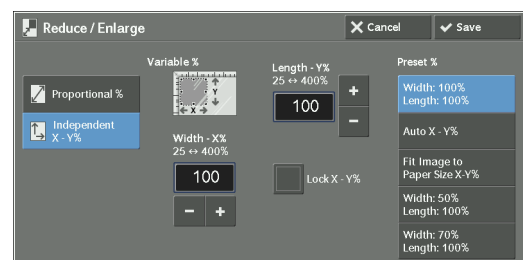 Reduce / Enlarge
Cancel
Save
Proportional %
Independent
X - Y%
Variable %
X
Y
Width - X%
25 ↔ 400%
100
Length - Y%
25 ↔ 400%
100
Lock X - Y%
Preset %
Width: 100%
Length: 100%
Auto X - Y%
Fit Image to
Paper Size X-Y%
Width: 50%
Length: 100%
Width: 70%
Length: 100%